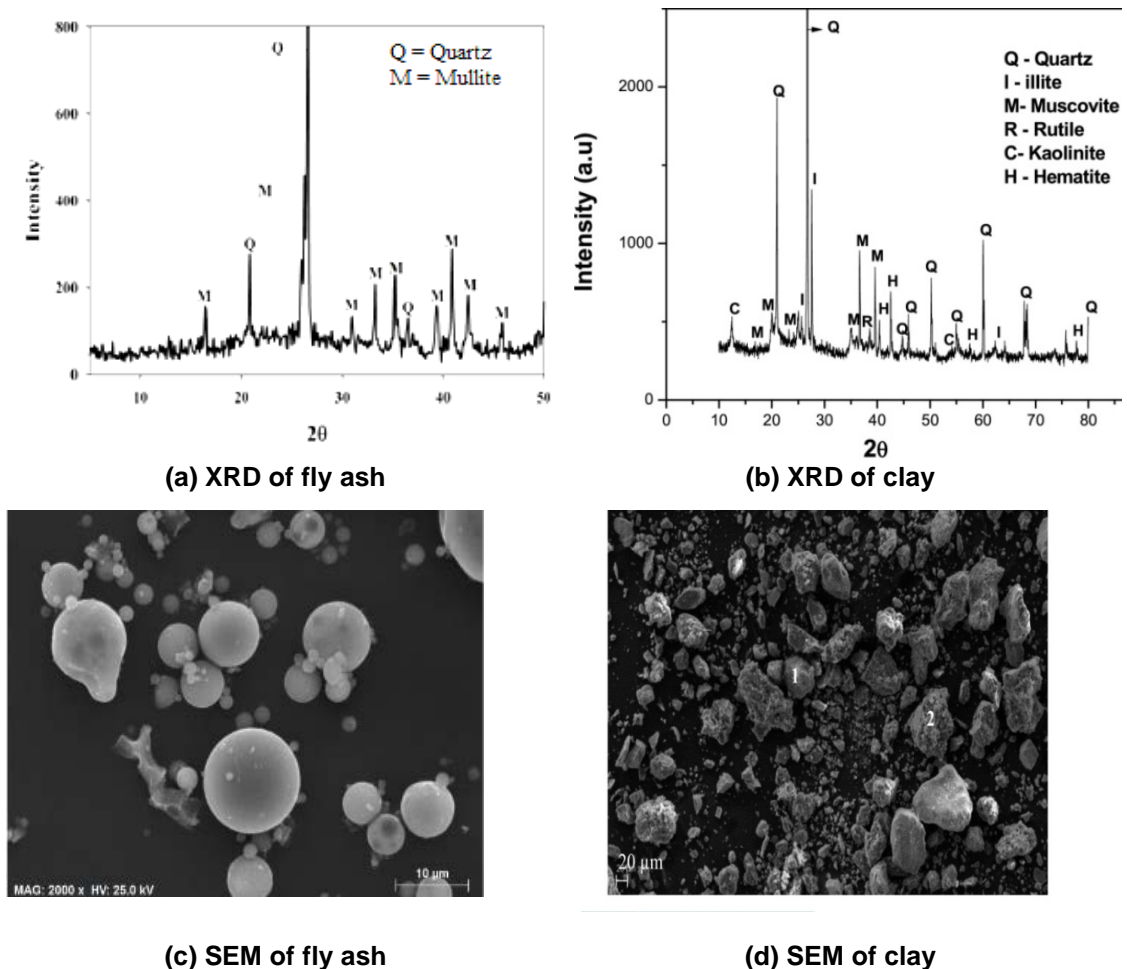 800
600
400
200
0
Intensity
Q
Q = Quartz
M = Mullite
M
M
Q
M
M
M
Q
M
M
M
M
10
20
30
40
50
2θ
(a) XRD of fly ash
2000
1000
0
Intensity (a.u)
Q
Q - Quartz
I - illite
M- Muscovite
R - Rutile
C- Kaolinite
H - Hematite
Q
I
C
M
M
M
I
M
M
M
R
H
H
Q
Q
Q
C
Q
H
Q
I
Q
H
Q
0
10
20
30
40
50
60
70
80
2θ
(b) XRD of clay
MAG: 2000 x HV: 25.0 kV
10 µm
(c) SEM of fly ash
1
2
20 µm
(d) SEM of clay